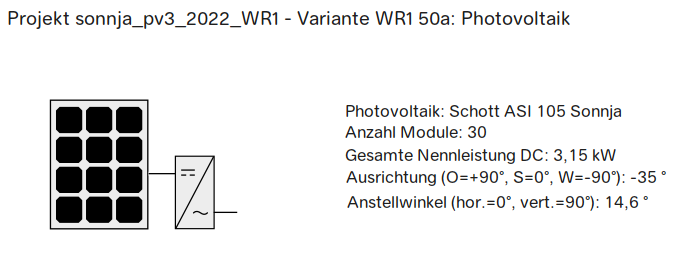 Projekt sonnja_pv3_2022_WR1 - Variante WR1 50a: Photovoltaik
Photovoltaik: Schott ASI 105 Sonnja
Anzahl Module: 30
Gesamte Nennleistung DC: 3,15 kW
Ausrichtung (O=+90°, S=0°, W=-90°): -35 °
Anstellwinkel (hor.=0°, vert.=90°): 14,6 °